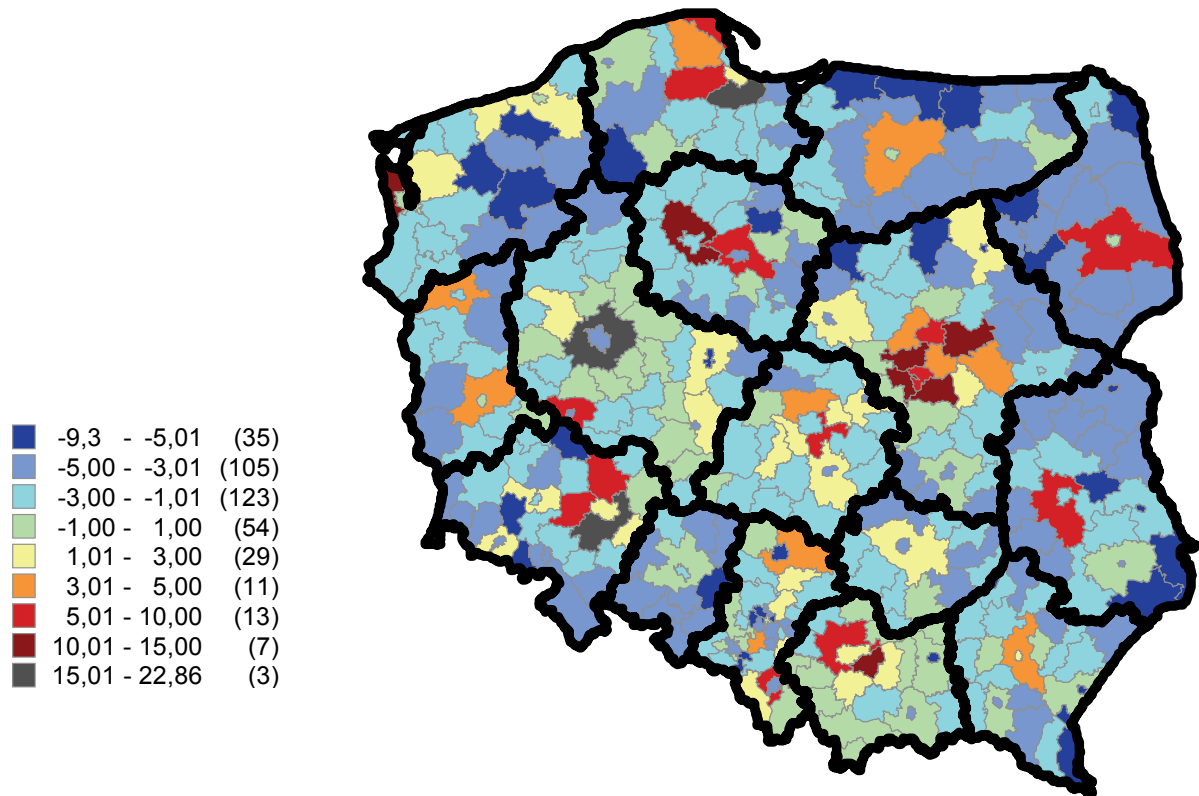 -9,3 - -5,01 (35)
-5,00 - -3,01 (105)
-3,00 - -1,01 (123)
-1,00 - 1,00 (54)
1,01 - 3,00 (29)
3,01 - 5,00 (11)
5,01 - 10,00 (13)
10,01 - 15,00 (7)
15,01 - 22,86 (3)